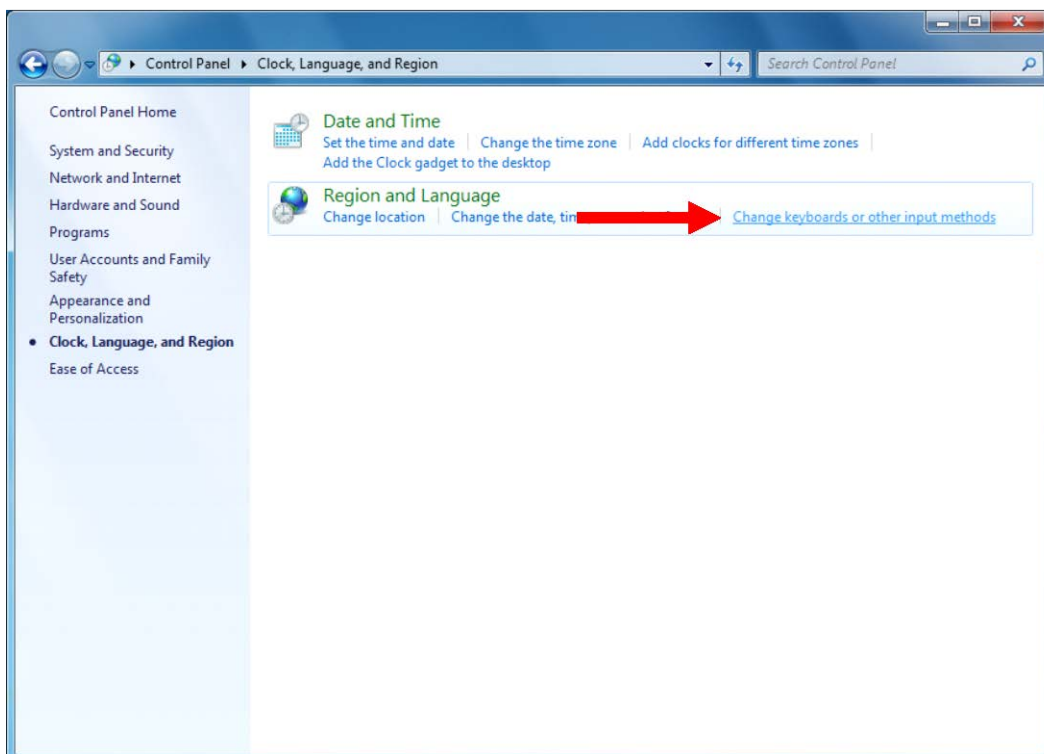 Control Panel Clock, Language, and Region
Search Control Panel
Control Panel Home
System and Security
Network and Internet
Hardware and Sound
Programs
User Accounts and Family
Safety
Appearance and
Personalization
Clock, Language, and Region
Ease of Access
Date and Time
Set the time and date Change the time zone Add clocks for different time zones
Add the Clock gadget to the desktop
Region and Language
Change location Change the date, Change keyboards or other input methods